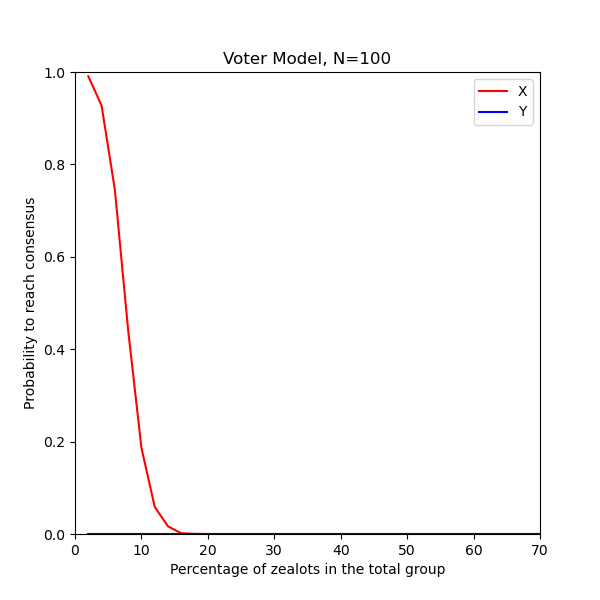 Voter Model, N=100
X
Y
Probability to reach consensus
1.0
0.8
0.6
0.4
0.2
0.0
0 10 20 30 40 50 60 70
Percentage of zealots in the total group